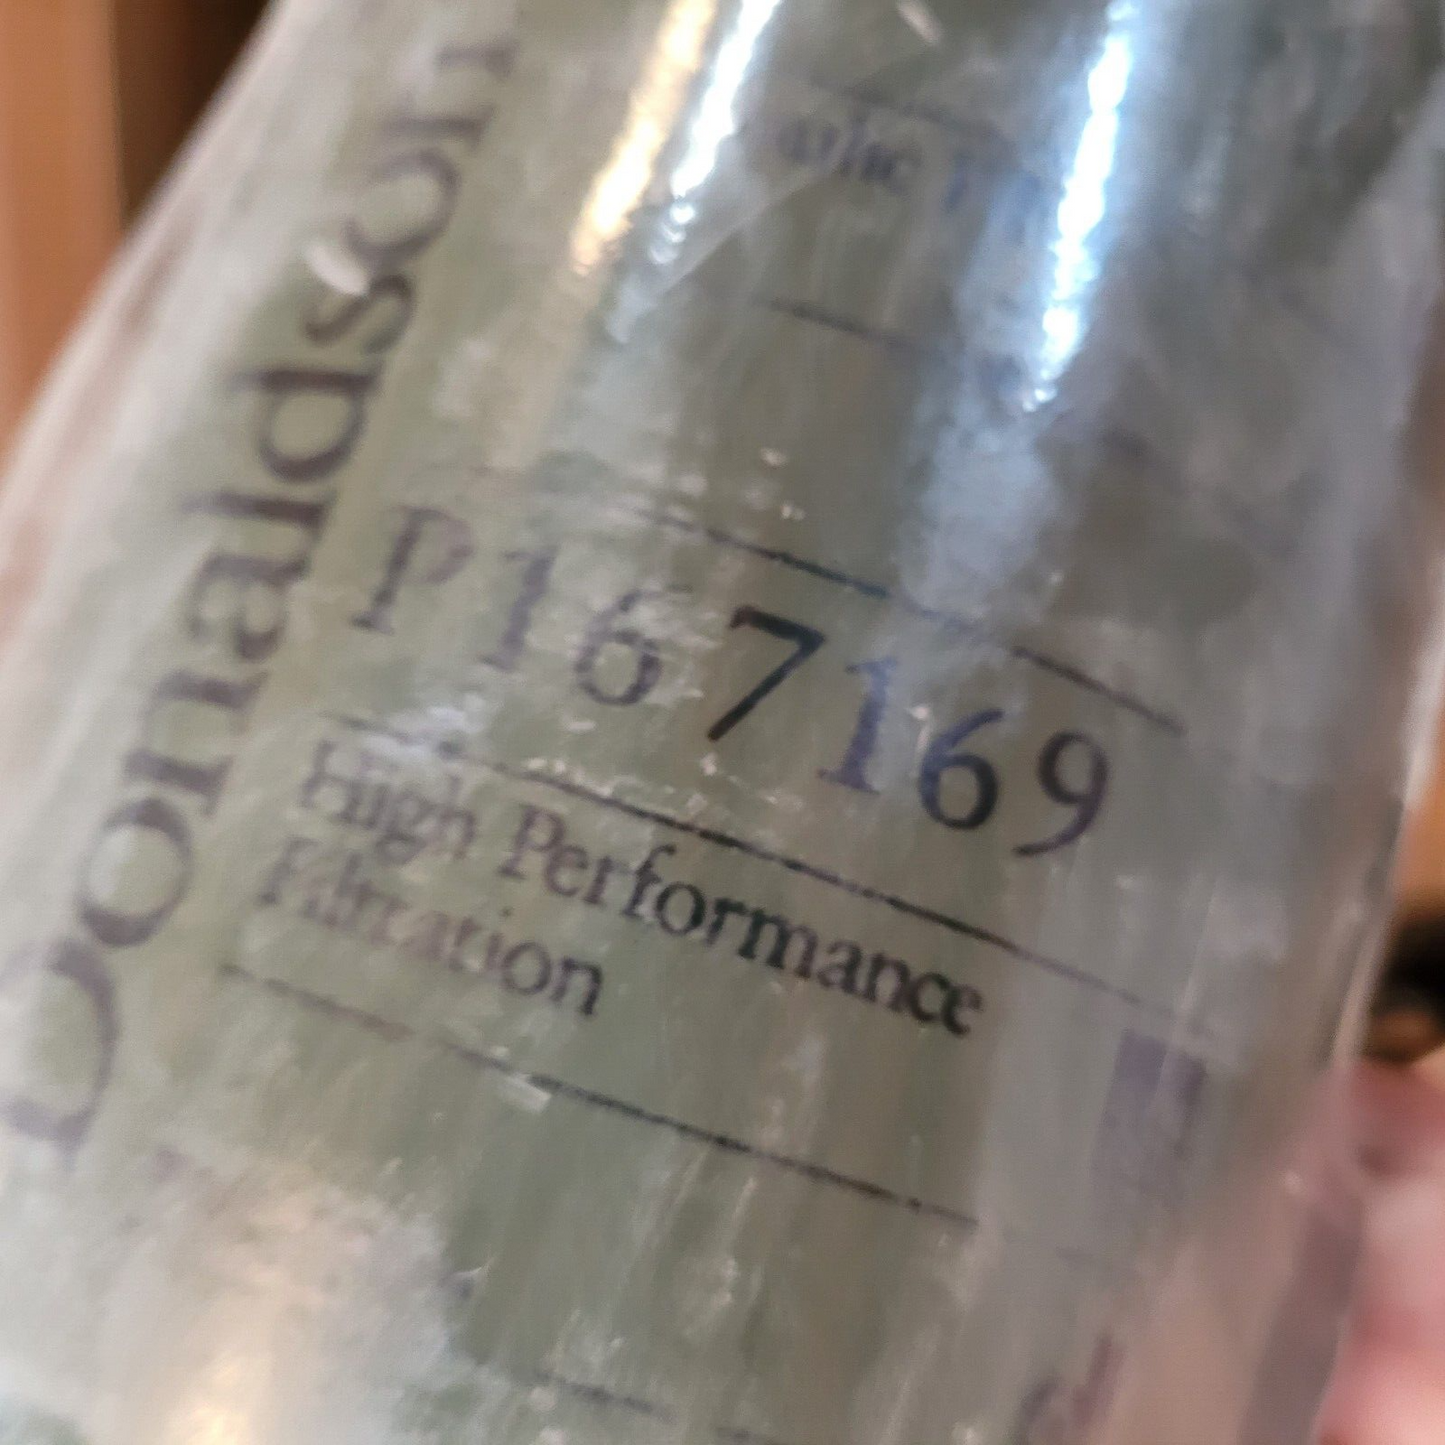 Donaldson
P167169
High Performance
Filtration